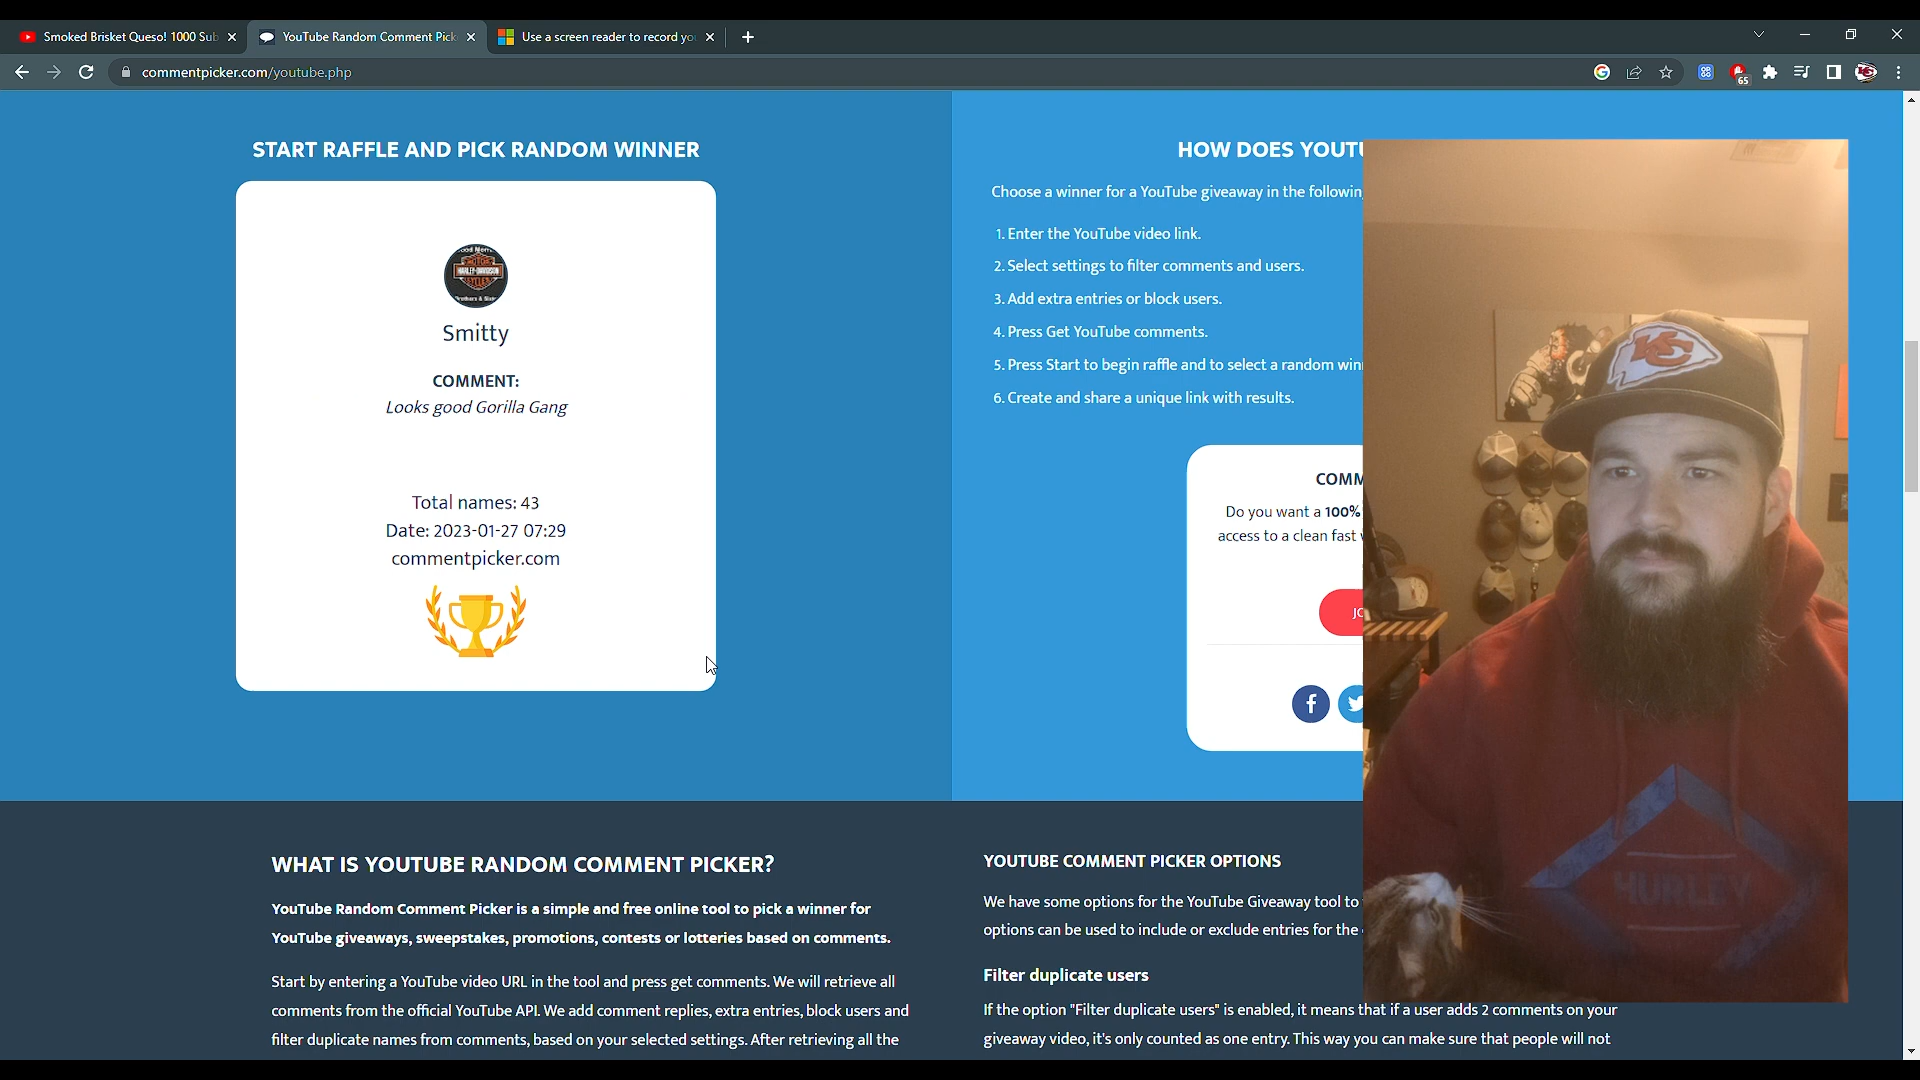 Smoked Brisket Queso! 1000 Sub
YouTube Random Comment Pick
Use a screen reader to record yo
commentpicker.com/youtube.php
65
START RAFFLE AND PICK RANDOM WINNER
HARLEY-DAVIDSON
Smitty
COMMENT:
Looks good Gorilla Gang
Total names: 43
Date: 2023-01-27 07:29
commentpicker.com
HOW DOES YOUTU
Choose a winner for a YouTube giveaway in the followin
1. Enter the YouTube video link.
2. Select settings to filter comments and users.
3. Add extra entries or block users.
4. Press Get YouTube comments.
5. Press Start to begin raffle and to select a random win
6. Create and share a unique link with results.
COMM
Do you want a 100%
access to a clean fast
JO
KC
HURLEY
WHAT IS YOUTUBE RANDOM COMMENT PICKER?
YouTube Random Comment Picker is a simple and free online tool to pick a winner for
YouTube giveaways, sweepstakes, promotions, contests or lotteries based on comments.
Start by entering a YouTube video URL in the tool and press get comments. We will retrieve all
comments from the official YouTube API. We add comment replies, extra entries, block users and
filter duplicate names from comments, based on your selected settings. After retrieving all the
YOUTUBE COMMENT PICKER OPTIONS
We have some options for the YouTube Giveaway tool to
options can be used to include or exclude entries for the
Filter duplicate users
If the option "Filter duplicate users" is enabled, it means that if a user adds 2 comments on your
giveaway video, it's only counted as one entry. This way you can make sure that people will not